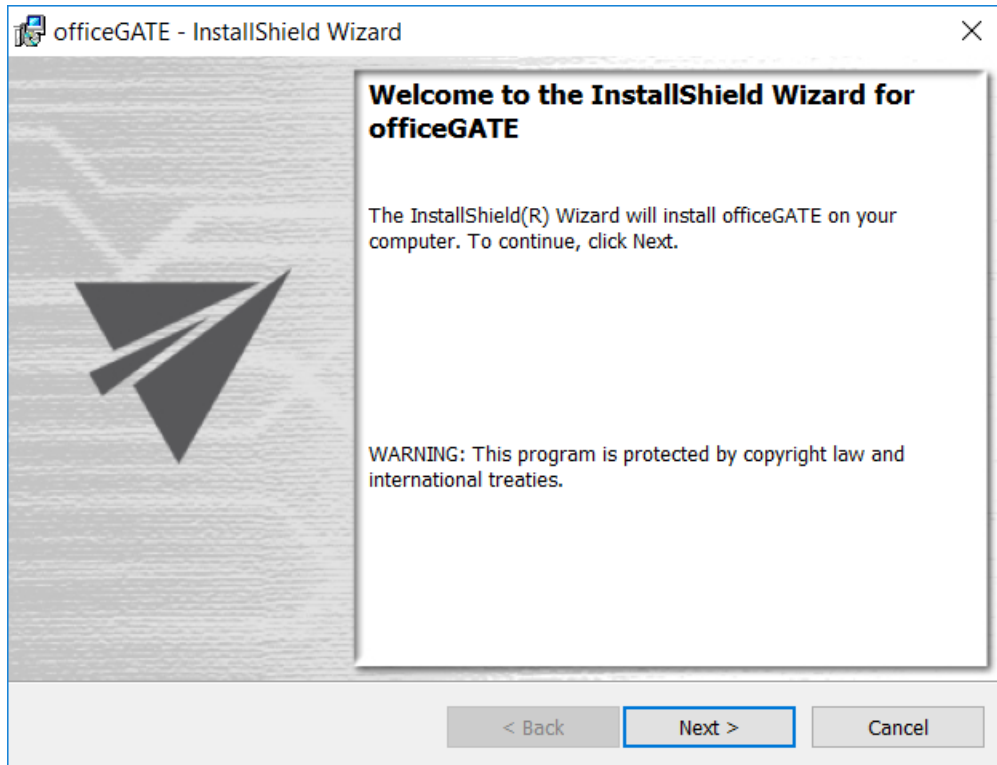 officeGATE - InstallShield Wizard
Welcome to the InstallShield Wizard for
officeGATE
The InstallShield(R) Wizard will install officeGATE on your
computer. To continue, click Next.
WARNING: This program is protected by copyright law and
international treaties.
< Back
Next >
Cancel